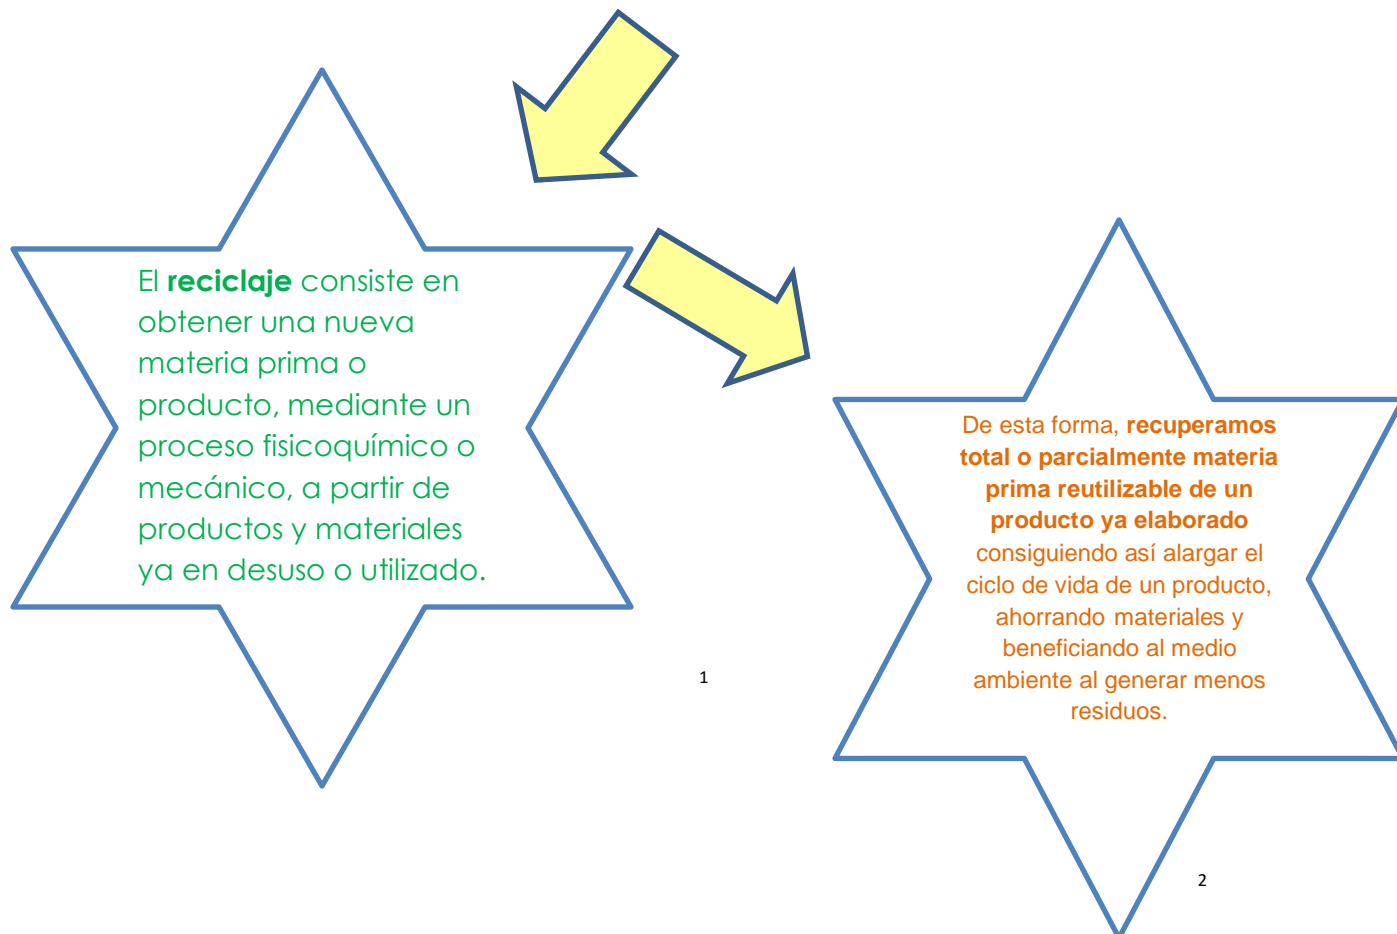 El reciclaje consiste en
obtener una nueva
materia prima o
producto, mediante un
proceso fisicoquímico o
mecánico, a partir de
productos y materiales
ya en desuso o utilizado.
1
De esta forma, recuperamos
total o parcialmente materia
prima reutilizable de un
producto ya elaborado
consiguiendo así alargar el
ciclo de vida de un producto,
ahorrando materiales y
beneficiando al medio
ambiente al generar menos
residuos.
2